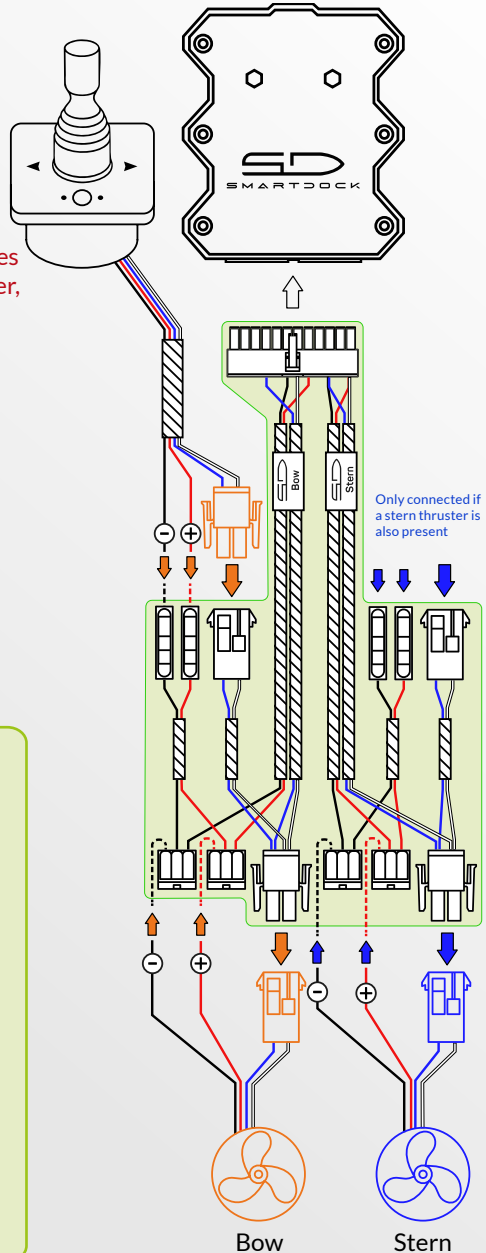 SMARTDOCK
es
er,
Bow
Stern
Only connected if
a stern thruster is
also present
Bow
Stern